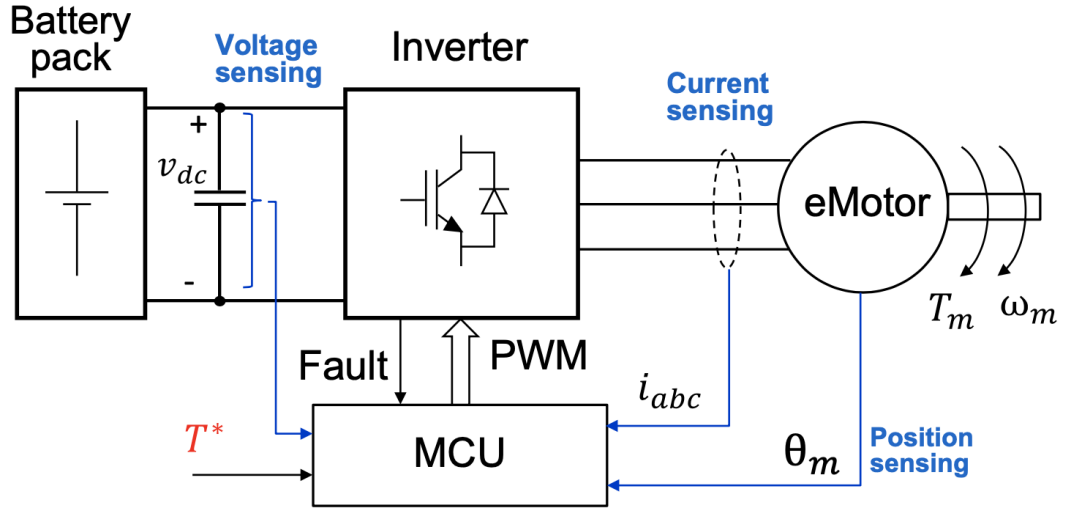 Battery
pack
Voltage
sensing
Inverter
Current
sensing
+
v_dc
-
eMotor
T_m
ω_m
Fault
PWM
i_abc
T*
MCU
θ_m
Position
sensing